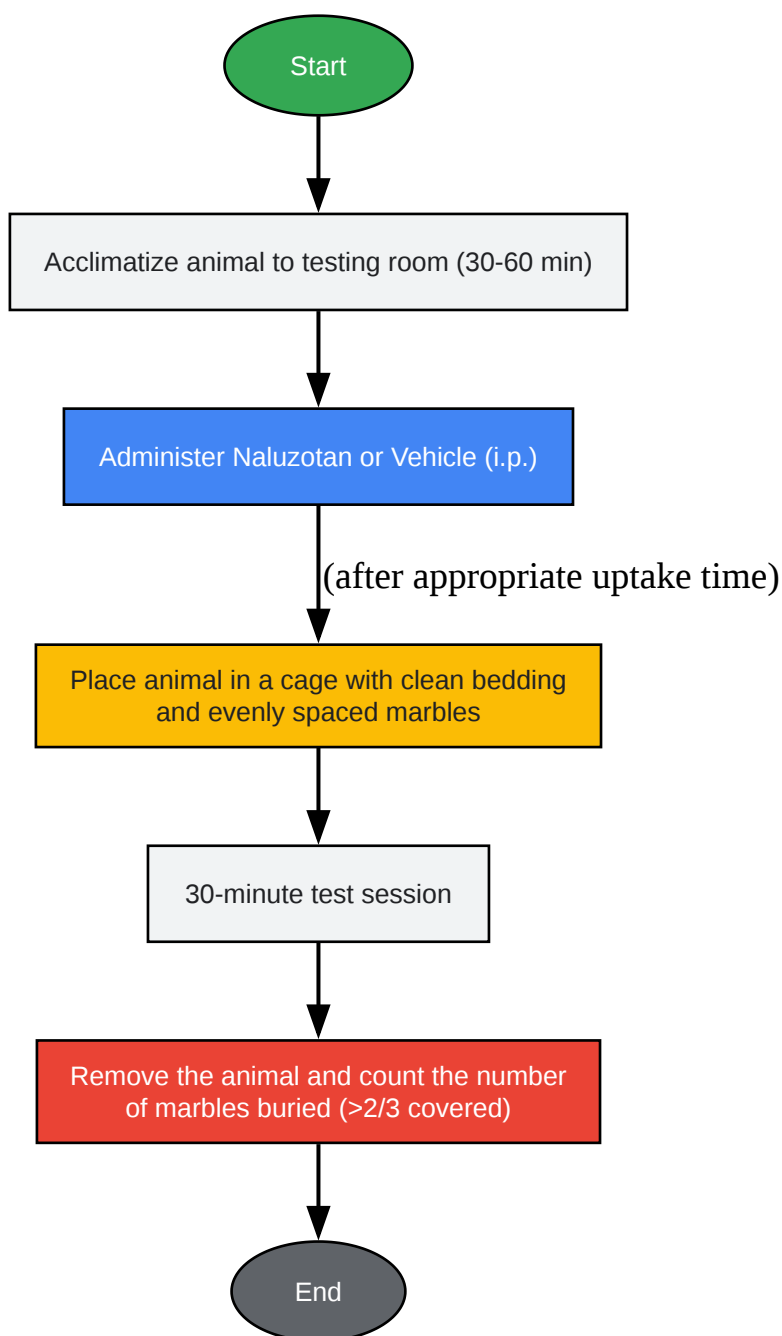 Start
Acclimatize animal to testing room (30-60 min)
Administer Naluzotan or Vehicle (i.p.)
(after appropriate uptake time)
Place animal in a cage with clean bedding
and evenly spaced marbles
30-minute test session
Remove the animal and count the number
of marbles buried (>2/3 covered)
End